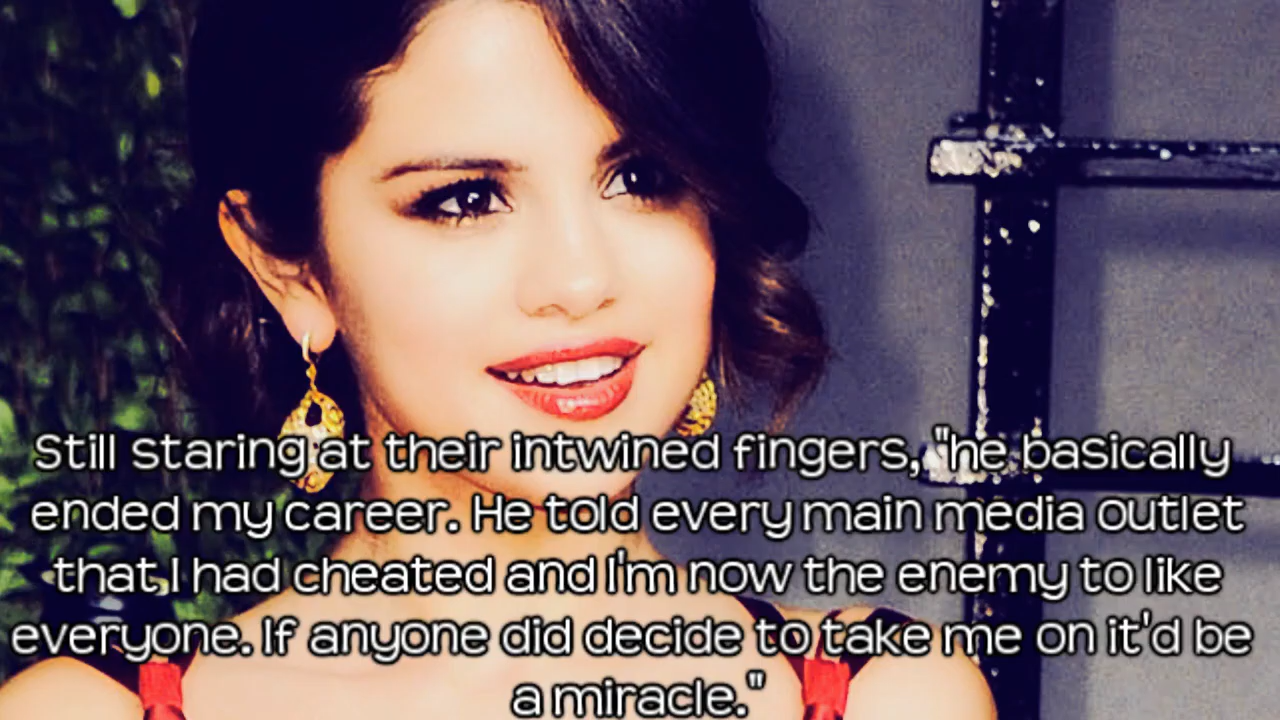 Still staring at their intwined fingers, "he basically
ended my career. He told every main media outlet
that I had cheated and I'm now the enemy to like
everyone. If anyone did decide to take me on it'd be
a miracle."